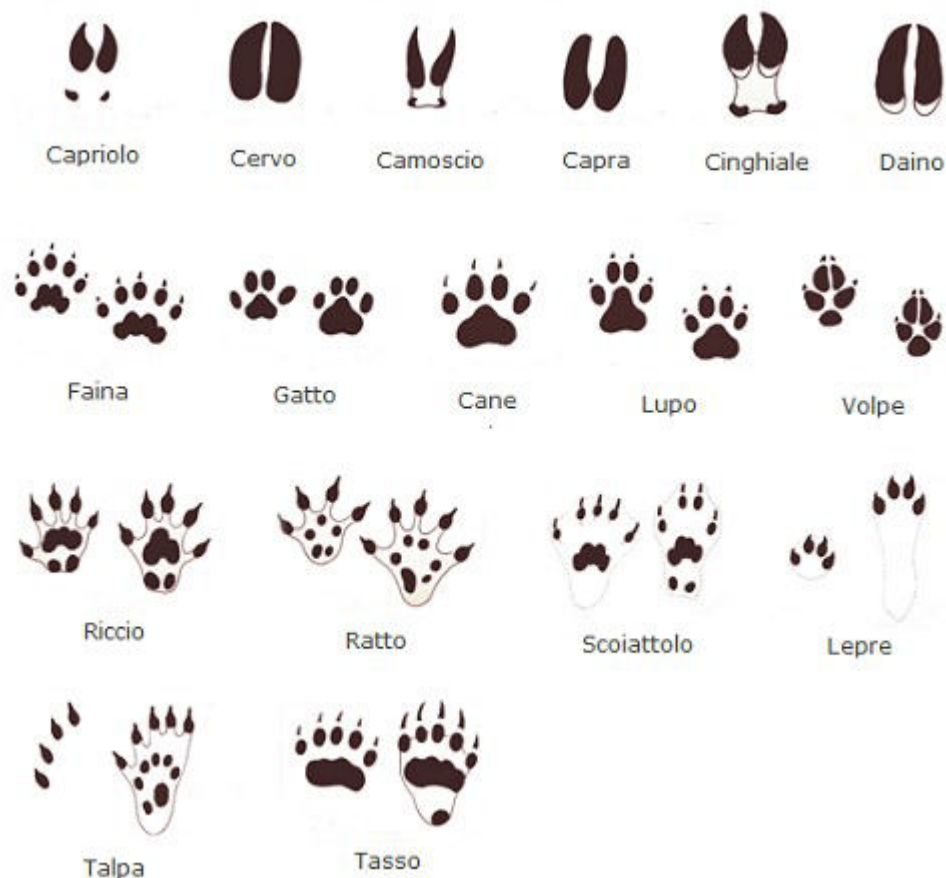 Capriolo Cervo Camoscio Capra Cinghiale Daino
Faina Gatto Cane Lupo Volpe
Riccio Ratto Scoiattolo Lepre
Talpa Tasso